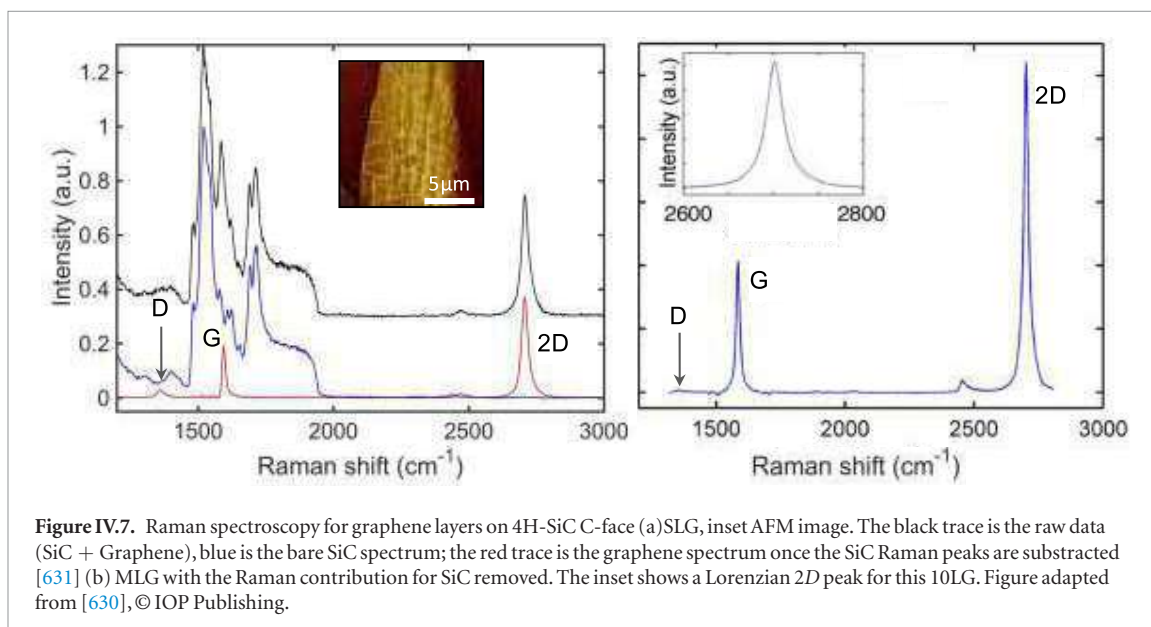 1.2
1
0.8
0.6
0.4
0.2
0
Intensity (a.u.)
5μm
D
G
2D
1500
2000
2500
3000
Raman shift (cm-1)
Intensity (a.u.)
2600
2800
2D
G
D
1500
2000
2500
3000
Raman shift (cm-1)
Figure IV.7. Raman spectroscopy for graphene layers on 4H-SiC C-face (a)SLG, inset AFM image. The black trace is the raw data
(SiC + Graphene), blue is the bare SiC spectrum; the red trace is the graphene spectrum once the SiC Raman peaks are substracted
[631] (b) MLG with the Raman contribution for SiC removed. The inset shows a Lorenzian 2D peak for this 10LG. Figure adapted
from [630], © IOP Publishing.